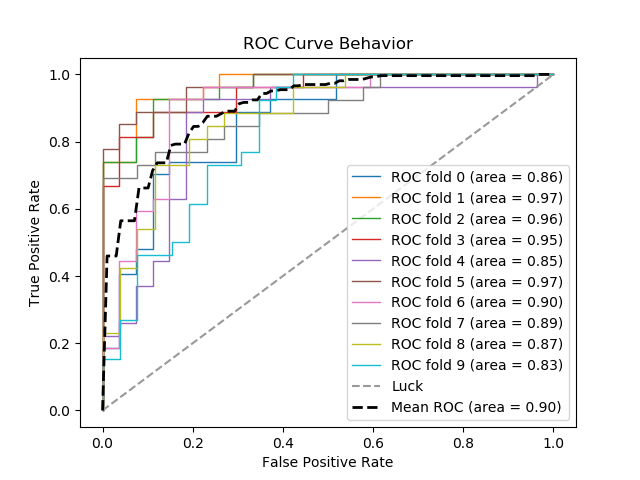 ROC Curve Behavior
True Positive Rate
1.0
0.8
0.6
0.4
0.2
0.0
ROC fold 0 (area = 0.86)
ROC fold 1 (area = 0.97)
ROC fold 2 (area = 0.96)
ROC fold 3 (area = 0.95)
ROC fold 4 (area = 0.85)
ROC fold 5 (area = 0.97)
ROC fold 6 (area = 0.90)
ROC fold 7 (area = 0.89)
ROC fold 8 (area = 0.87)
ROC fold 9 (area = 0.83)
Luck
Mean ROC (area = 0.90)
0.0 0.2 0.4 0.6 0.8 1.0
False Positive Rate